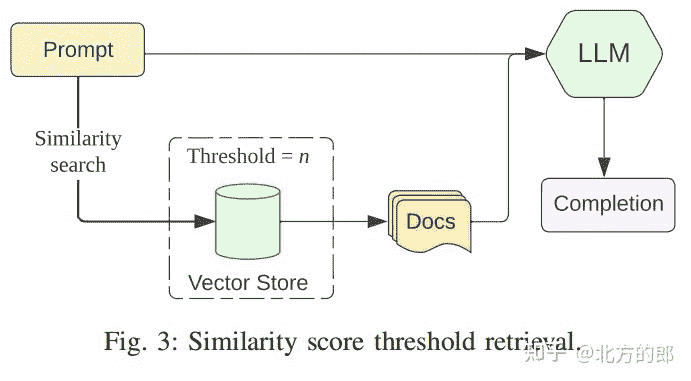 Prompt
LLM
Similarity
search
Threshold = n
Vector Store
Docs
Completion
Fig. 3: Similarity score threshold retrieval.
知乎 @北方的郎